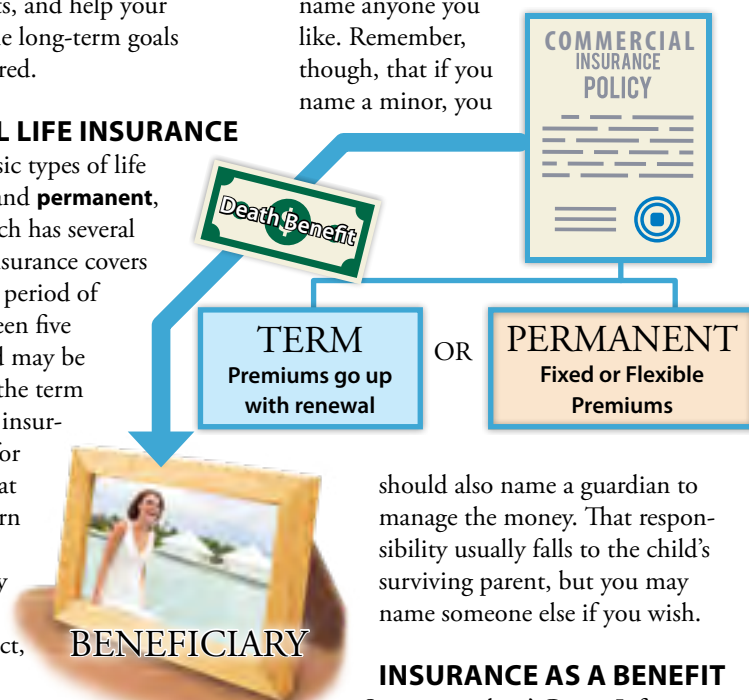 ts, and help your
e long-term goals
red.
L LIFE INSURANCE
sic types of life
and permanent,
ch has several
nsurance covers
period of
een five
d may be
the term
insur-
for
at
rn
y
ct,
name anyone you
like. Remember,
though, that if you
name a minor, you
COMMERCIAL
INSURANCE
POLICY
Death Benefit
TERM
Premiums go up
with renewal
OR
PERMANENT
Fixed or Flexible
Premiums
BENEFICIARY
should also name a guardian to
manage the money. That respon-
sibility usually falls to the child's
surviving parent, but you may
name someone else if you wish.
INSURANCE AS A BENEFIT